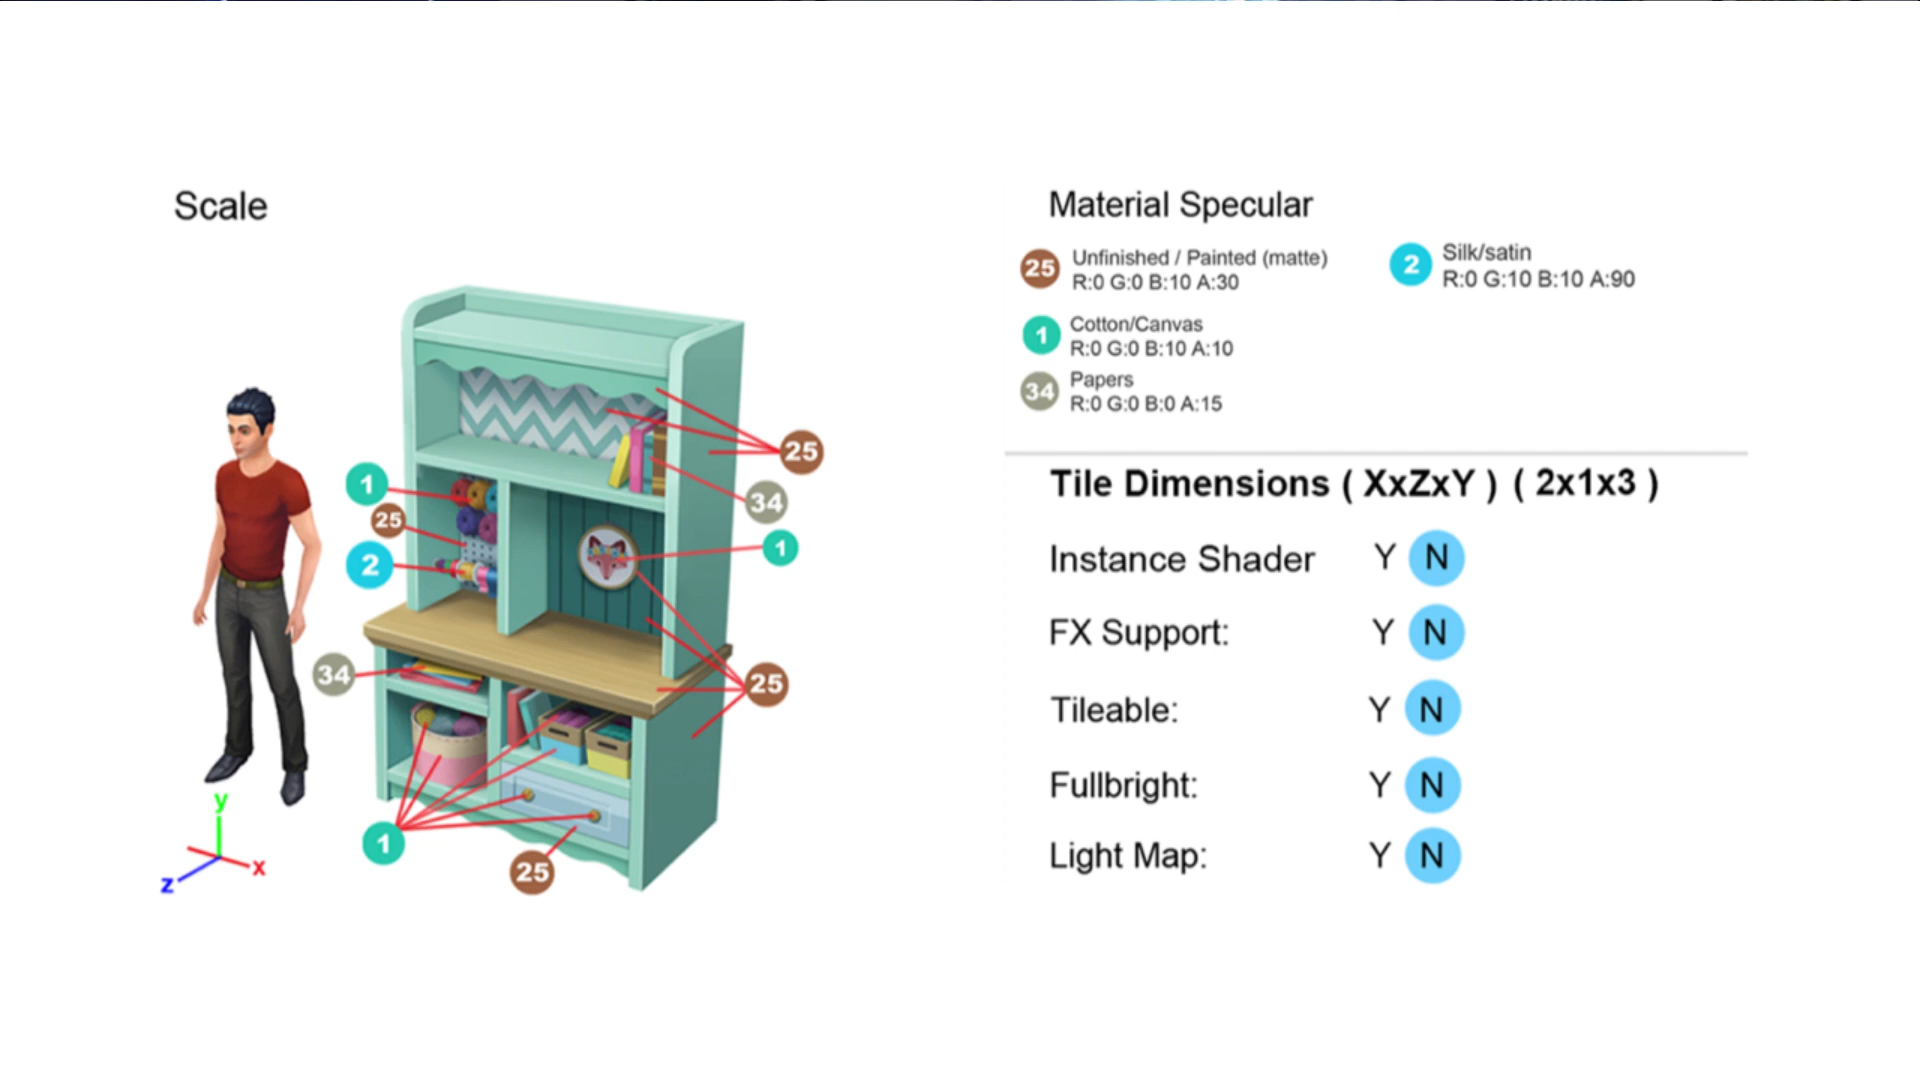 Scale
1
25
2
34
1
25
25
34
1
25
y
x
z
Material Specular
25 Unfinished / Painted (matte)
R:0 G:0 B:10 A:30
2 Silk/satin
R:0 G:10 B:10 A:90
1 Cotton/Canvas
R:0 G:0 B:10 A:10
34 Papers
R:0 G:0 B:0 A:15
Tile Dimensions ( XxZxY ) ( 2x1x3 )
Instance Shader Y N
FX Support: Y N
Tileable: Y N
Fullbright: Y N
Light Map: Y N